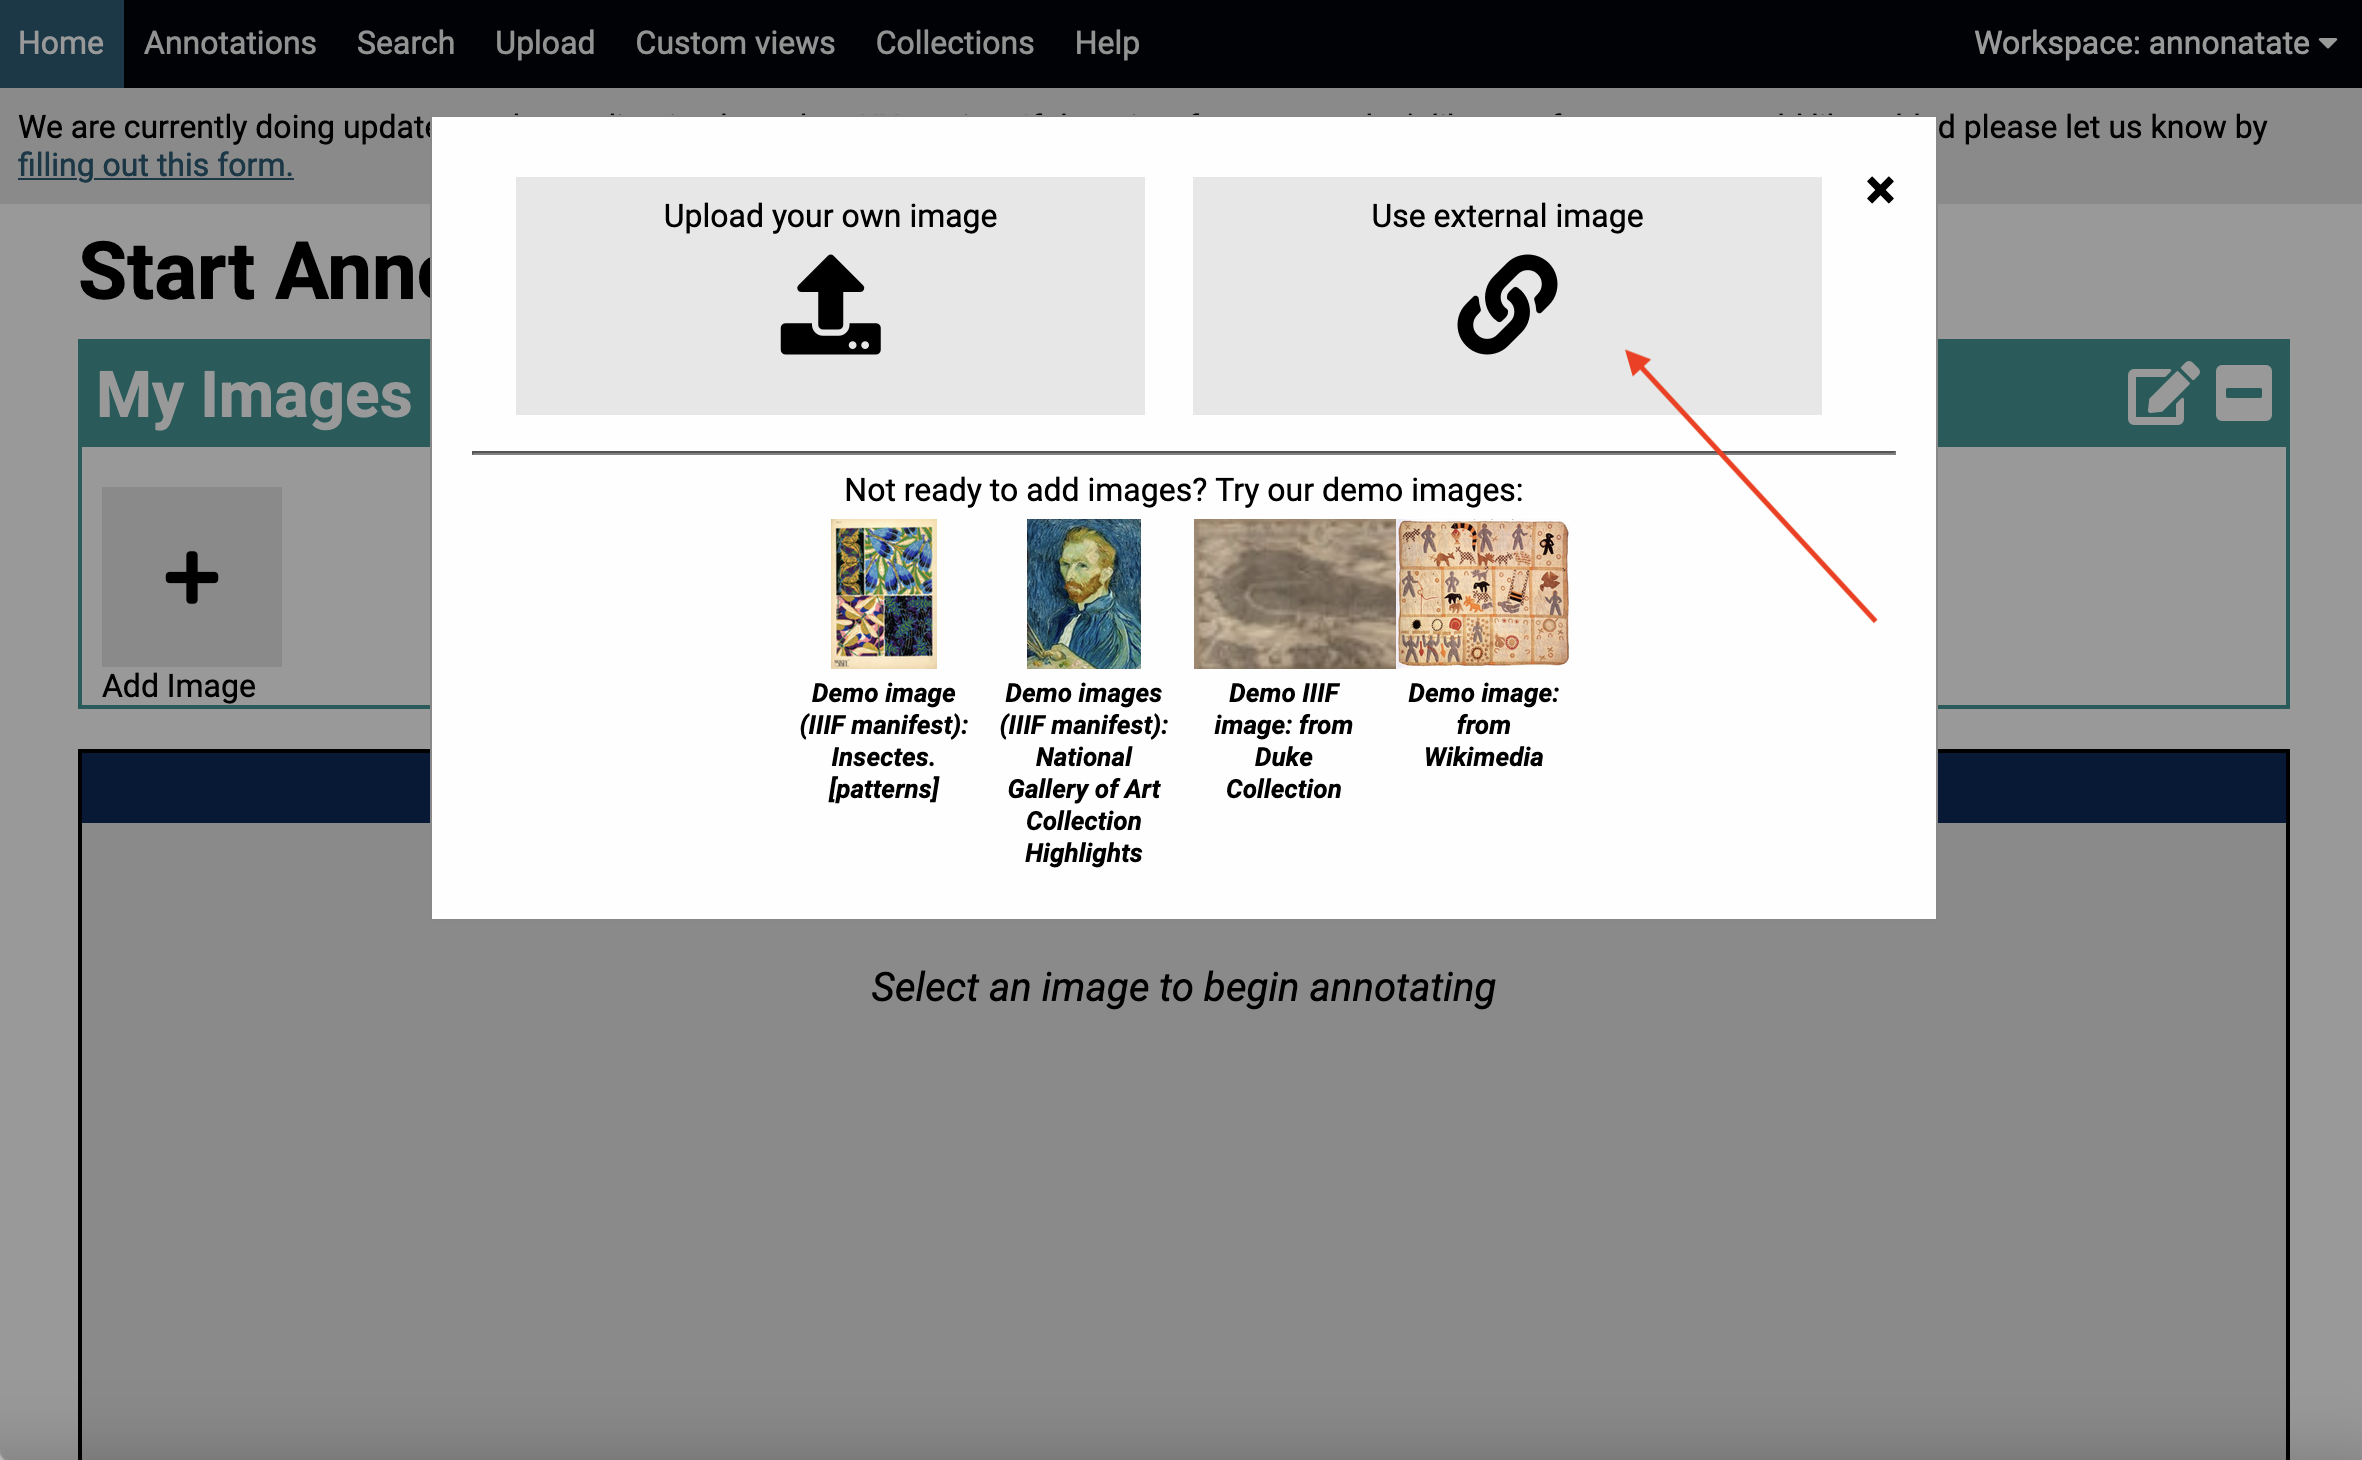 Home Annotations Search Upload Custom views Collections Help Workspace: annonatate
We are currently doing d please let us know by
filling out this form.
Upload your own image
Use external image
Start
My Images
Add Image
Not ready to add images? Try our demo images:
Demo image
(IIIF manifest):
Insectes.
[patterns]
Demo images
(IIIF manifest):
National
Gallery of Art
Collection
Highlights
Demo IIIF
image: from
Duke
Collection
Demo image:
from
Wikimedia
Select an image to begin annotating